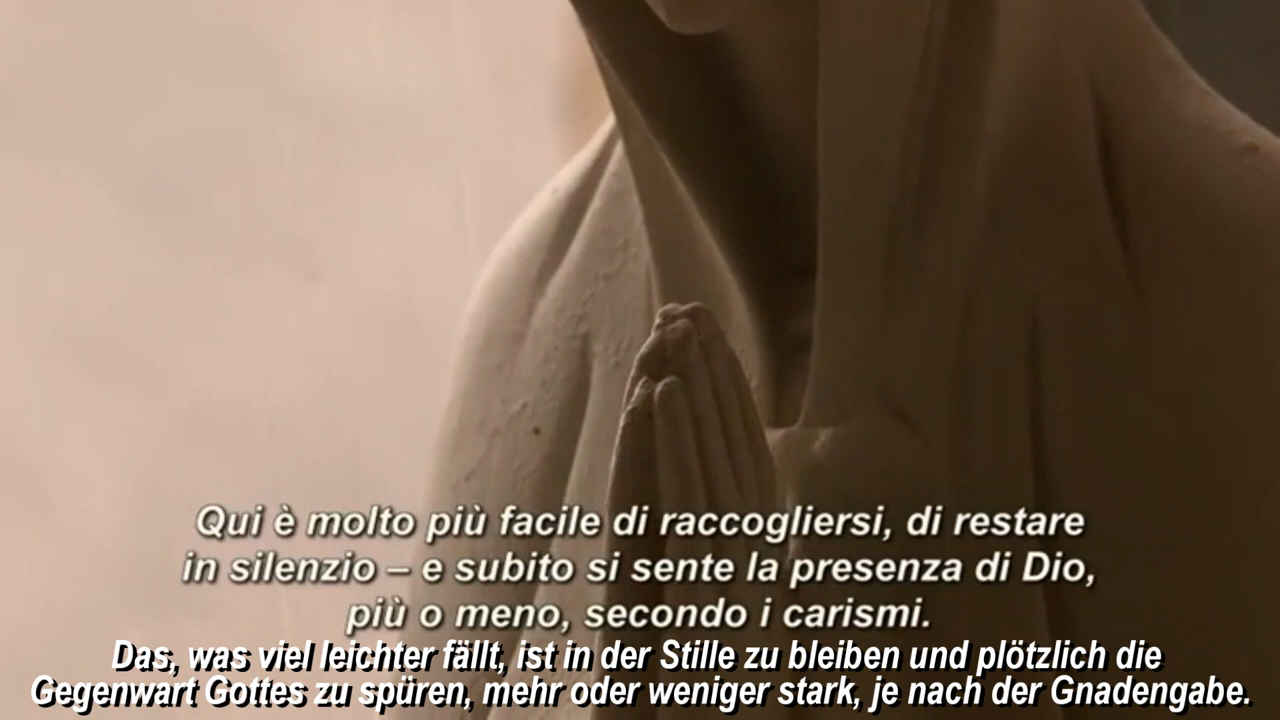 Qui è molto più facile di raccogliersi, di restare
in silenzio – e subito si sente la presenza di Dio,
più o meno, secondo i carismi.
Das, was viel leichter fällt, ist in der Stille zu bleiben und plötzlich die
Gegenwart Gottes zu spüren, mehr oder weniger stark, je nach der Gnadengabe.